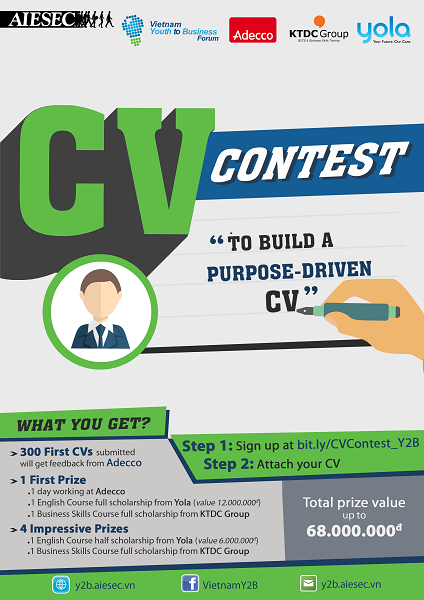 AIESEC
Vietnam
Youth to Business
Forum
Adecco
KTDC Group
IELTS & Business Skills Training
yola
Your Future. Our Care.
CV
CONTEST
“TO BUILD A
PURPOSE-DRIVEN
CV”
WHAT YOU GET?
> 300 First CVs submitted
will get feedback from Adecco
> 1 First Prize
.1 day working at Adecco
.1 English Course full scholarship from Yola (value 12.000.000đ)
.1 Business Skills Course full scholarship from KTDC Group
> 4 Impressive Prizes
.1 English Course half scholarship from Yola (value 6.000.000đ)
.1 Business Skills Course full scholarship from KTDC Group
Step 1: Sign up at bit.ly/CVContest_Y2B
Step 2: Attach your CV
Total prize value
up to
68.000.000đ
y2b.aiesec.vn
f VietnamY2B
y2b.aiesec.vn